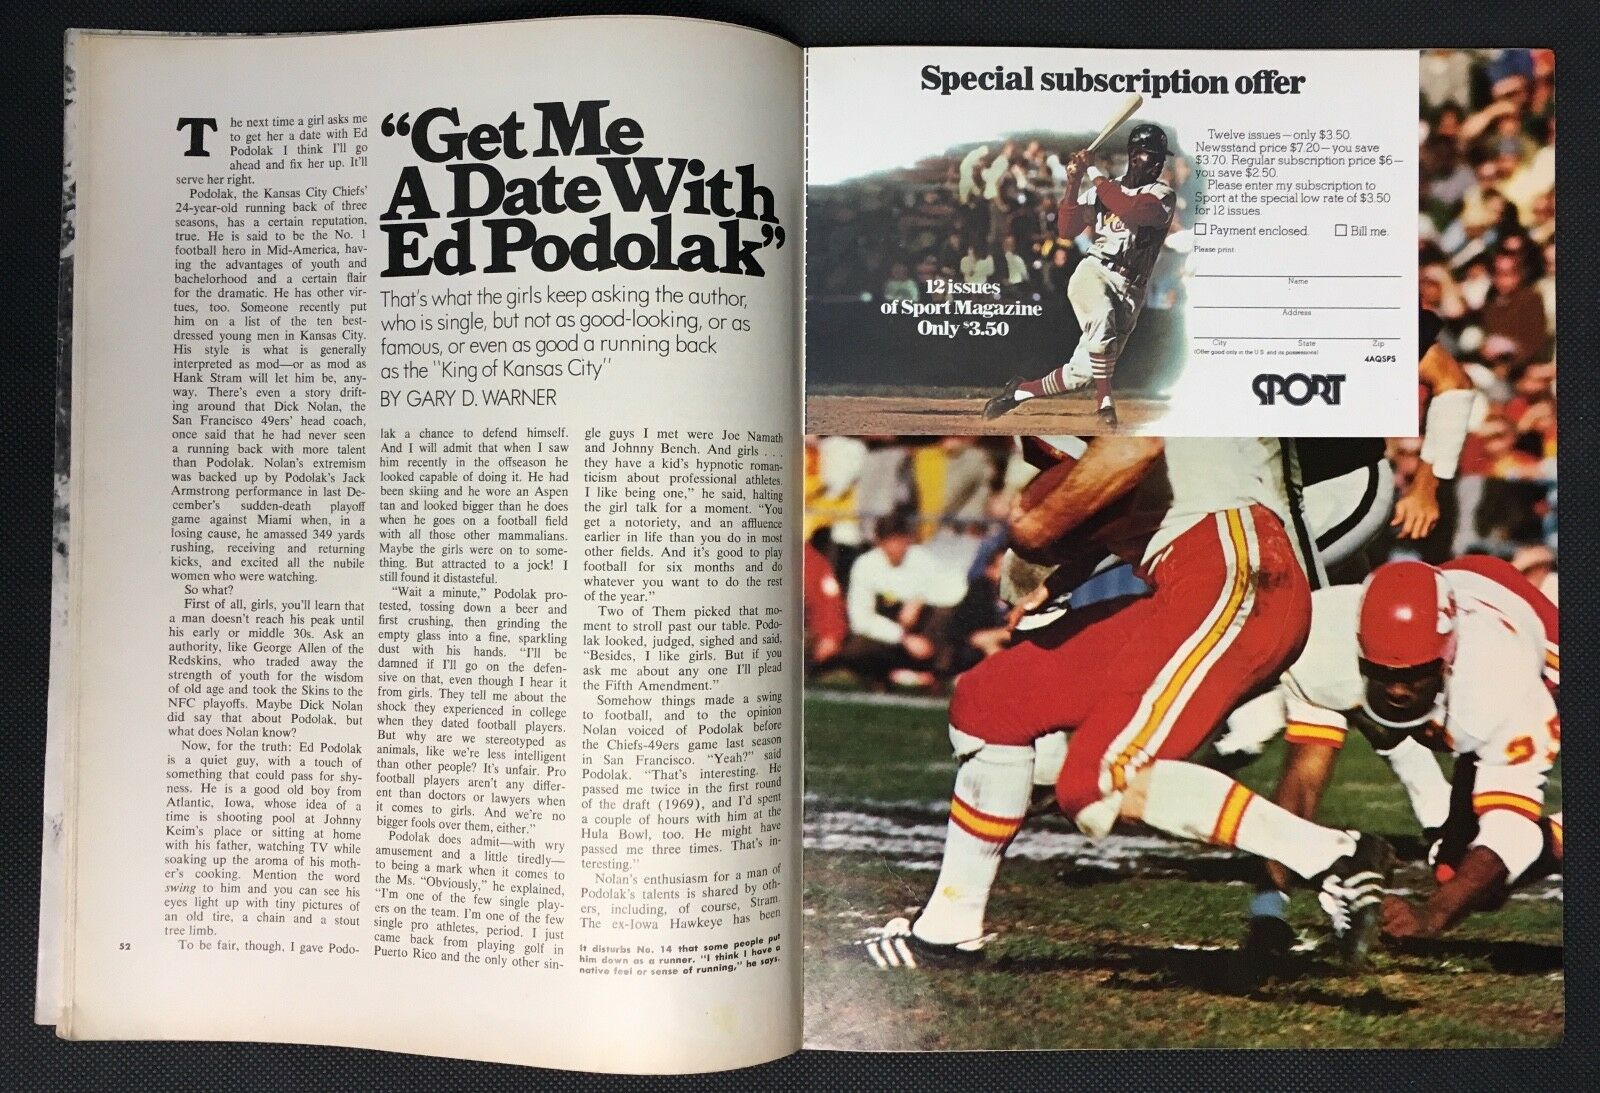 “Get Me
A Date With
Ed Podolak”
That's what the girls keep asking the author,
who is single, but not as good-looking, or as
famous, or even as good a running back
as the "King of Kansas City"
BY GARY D. WARNER
The next time a girl asks me
to get her a date with Ed
Podolak I think I'll go
ahead and fix her up. It'll
serve her right.
Podolak, the Kansas City Chiefs'
24-year-old running back of three
seasons, has a certain reputation,
true. He is said to be the No. 1
football hero in Mid-America, hav-
ing the advantages of youth and
bachelorhood and a certain flair
for the dramatic. He has other vir-
tues, too. Someone recently put
him on a list of the ten best-
dressed young men in Kansas City.
His style is what is generally
interpreted as mod—or as mod as
Hank Stram will let him be, any-
way. There's even a story drift-
ing around that Dick Nolan, the
San Francisco 49ers' head coach,
once said that he had never seen
a running back with more talent
than Podolak. Nolan's extremism
was backed up by Podolak's Jack
Armstrong performance in last De-
cember's sudden-death playoff
game against Miami when, in a
losing cause, he amassed 349 yards
rushing, receiving and returning
kicks, and excited all the nubile
women who were watching.
So what?
First of all, girls, you'll learn that
a man doesn't reach his peak until
his early or middle 30s. Ask an
authority, like George Allen of the
Redskins, who traded away the
strength of youth for the wisdom
of old age and took the Skins to the
NFC playoffs. Maybe Dick Nolan
did say that about Podolak, but
what does Nolan know?
Now, for the truth: Ed Podolak
is a quiet guy, with a touch of
something that could pass for shy-
ness. He is a good old boy from
Atlantic, Iowa, whose idea of a
time is shooting pool at Johnny
Keim's place or sitting at home
with his father, watching TV while
soaking up the aroma of his moth-
er's cooking. Mention the word
swing to him and you can see his
eyes light up with tiny pictures of
an old tire, a chain and a stout
tree limb.
To be fair, though, I gave Podo-
52
lak a chance to defend himself.
And I will admit that when I saw
him recently in the offseason he
looked capable of doing it. He had
been skiing and he wore an Aspen
tan and looked bigger than he does
when he goes on a football field
with all those other mammalians.
Maybe the girls were on to some-
thing. But attracted to a jock! I
still found it distasteful.
"Wait a minute," Podolak pro-
tested, tossing down a beer and
first crushing, then grinding the
empty glass into a fine, sparkling
dust with his hands. "I'll be
damned if I'll go on the defen-
sive on that, even though I hear it
from girls. They tell me about the
shock they experienced in college
when they dated football players.
But why are we stereotyped as
animals, like we're less intelligent
than other people? It's unfair. Pro
football players aren't any differ-
ent than doctors or lawyers when
it comes to girls. And we're no
bigger fools over them, either."
Podolak does admit—with wry
amusement and a little tiredly—
to being a mark when it comes to
the Ms. "Obviously," he explained,
"I'm one of the few single play-
ers on the team. I'm one of the few
single pro athletes, period. I just
came back from playing golf in
Puerto Rico and the only other sin-
gle guys I met were Joe Namath
and Johnny Bench. And girls . . .
they have a kid's hypnotic roman-
ticism about professional athletes.
I like being one," he said, halting
the girl talk for a moment. "You
get a notoriety, and an affluence
earlier in life than you do in most
other fields. And it's good to play
football for six months and do
whatever you want to do the rest
of the year."
Two of Them picked that mo-
ment to stroll past our table. Podo-
lak looked, judged, sighed and said,
"Besides, I like girls. But if you
ask me about any one I'll plead
the Fifth Amendment."
Somehow things made a swing
to football, and to the opinion
Nolan voiced of Podolak before
the Chiefs-49ers game last season
in San Francisco. "Yeah?" said
Podolak. "That's interesting. He
passed me twice in the first round
of the draft (1969), and I'd spent
a couple of hours with him at the
Hula Bowl, too. He might have
passed me three times. That's in-
teresting."
Nolan's enthusiasm for a man of
Podolak's talents is shared by oth-
ers, including, of course, Stram.
The ex-Iowa Hawkeye has been
It disturbs No. 14 that some people put
him down as a runner. "I think I have a
native feel or sense of running," he says.
Special subscription offer
12 issues
of Sport Magazine
Only $3.50
Twelve issues—only $3.50.
Newsstand price $7.20—you save
$3.70. Regular subscription price $6—
you save $2.50.
Please enter my subscription to
Sport at the special low rate of $3.50
for 12 issues.
Payment enclosed. Bill me.
Please print:
Name
Address
City State Zip
(Offer good only in the U.S. and its possessions)
4AQSPS
SPORT